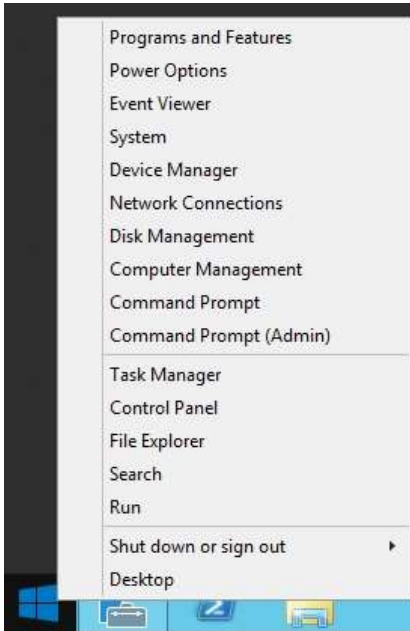 Programs and Features
Power Options
Event Viewer
System
Device Manager
Network Connections
Disk Management
Computer Management
Command Prompt
Command Prompt (Admin)
Task Manager
Control Panel
File Explorer
Search
Run
Shut down or sign out
Desktop